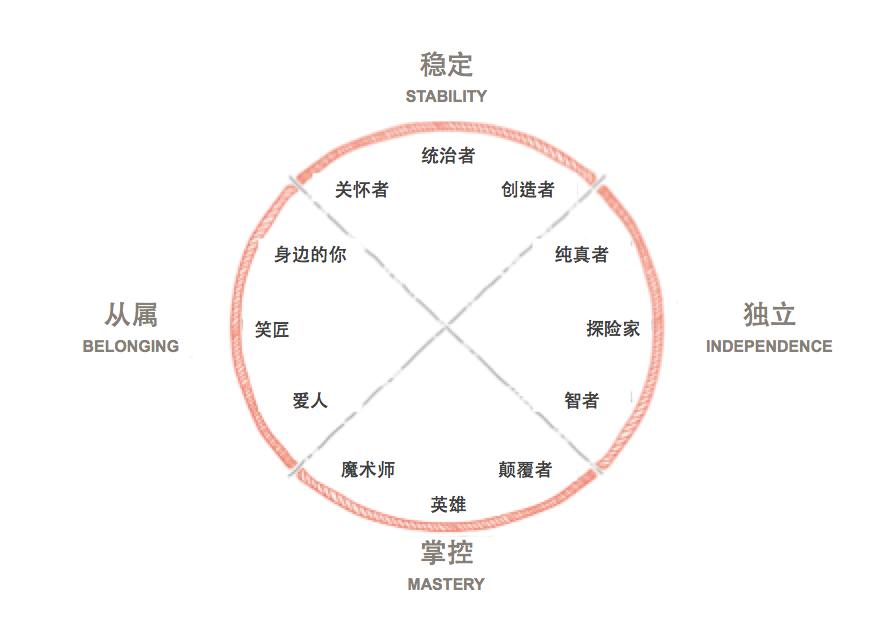 稳定
STABILITY
统治者
关怀者
创造者
身边的你
纯真者
从属
BELONGING
笑匠
探险家
独立
INDEPENDENCE
爱人
智者
魔术师
颠覆者
英雄
掌控
MASTERY